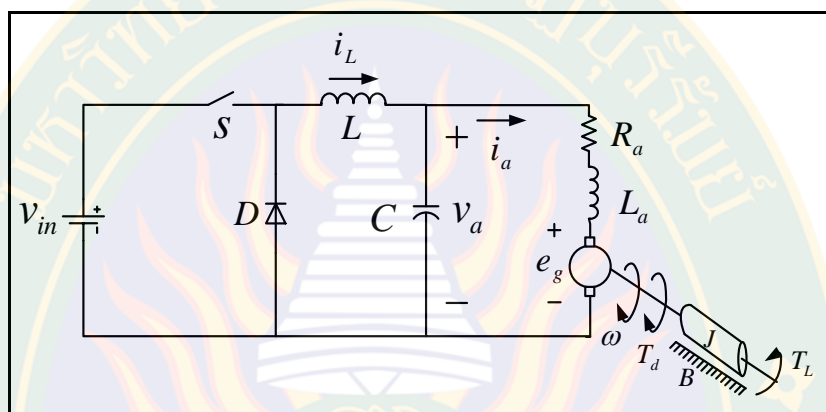 i_L
S
L
i_a
R_a
v_in
+
-
D
C
+
v_a
−
L_a
+
e_g
−
ω
T_d
J
B
T_L